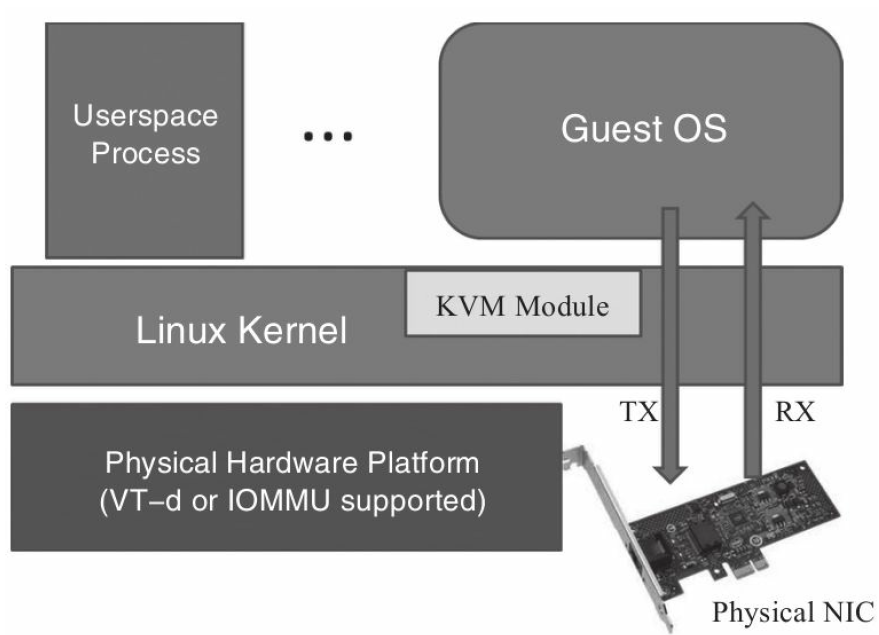 Userspace
Process
...
Guest OS
KVM Module
Linux Kernel
TX
RX
Physical Hardware Platform
(VT–d or IOMMU supported)
Physical NIC